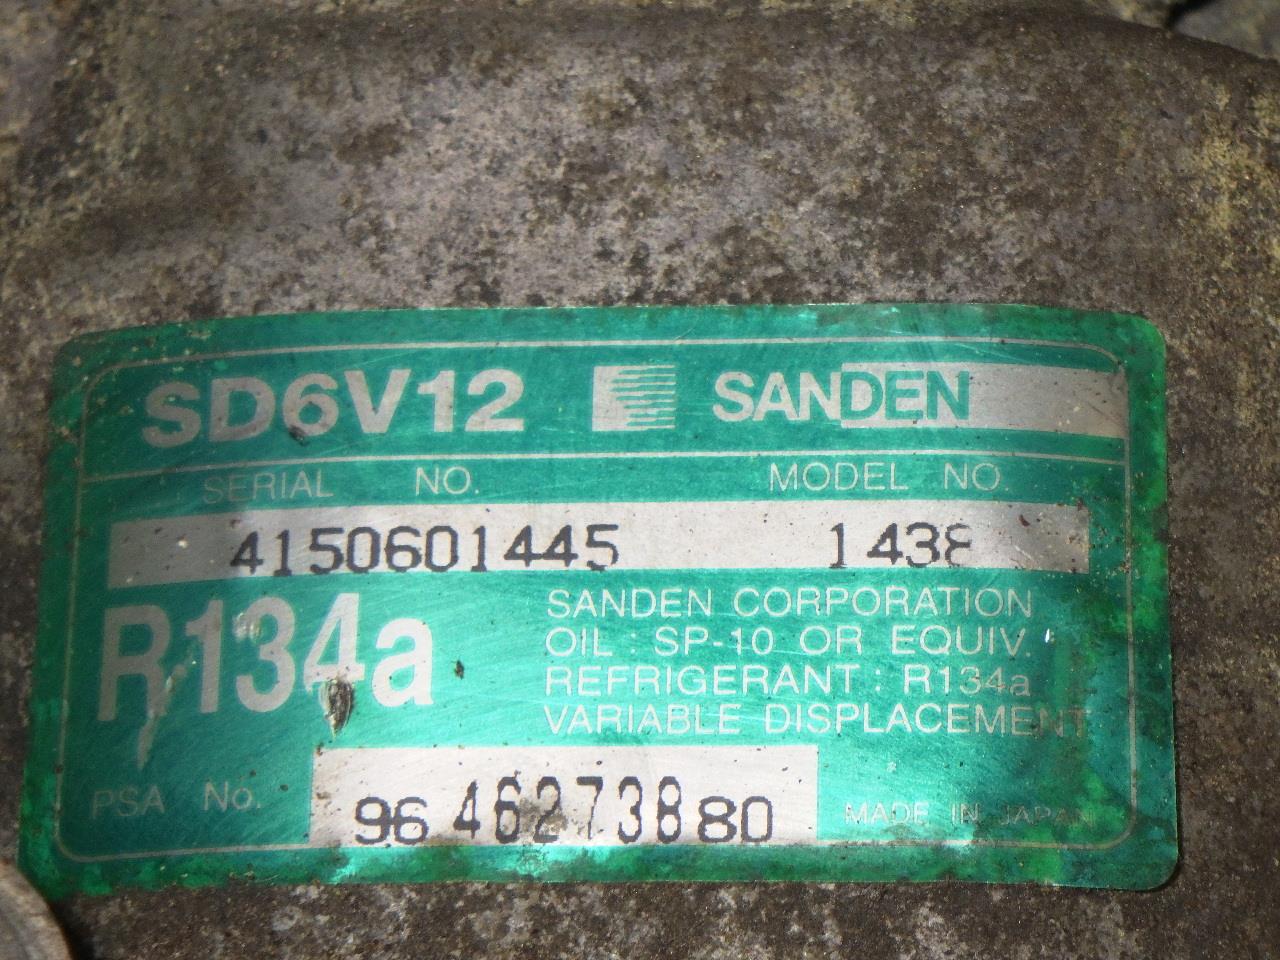 SD6V12 SANDEN
SERIAL NO. MODEL NO.
4150601445 1438
R134a
SANDEN CORPORATION
OIL : SP-10 OR EQUIV.
REFRIGERANT : R134a
VARIABLE DISPLACEMENT
PSA No. 96 462738 80 MADE IN JAPAN